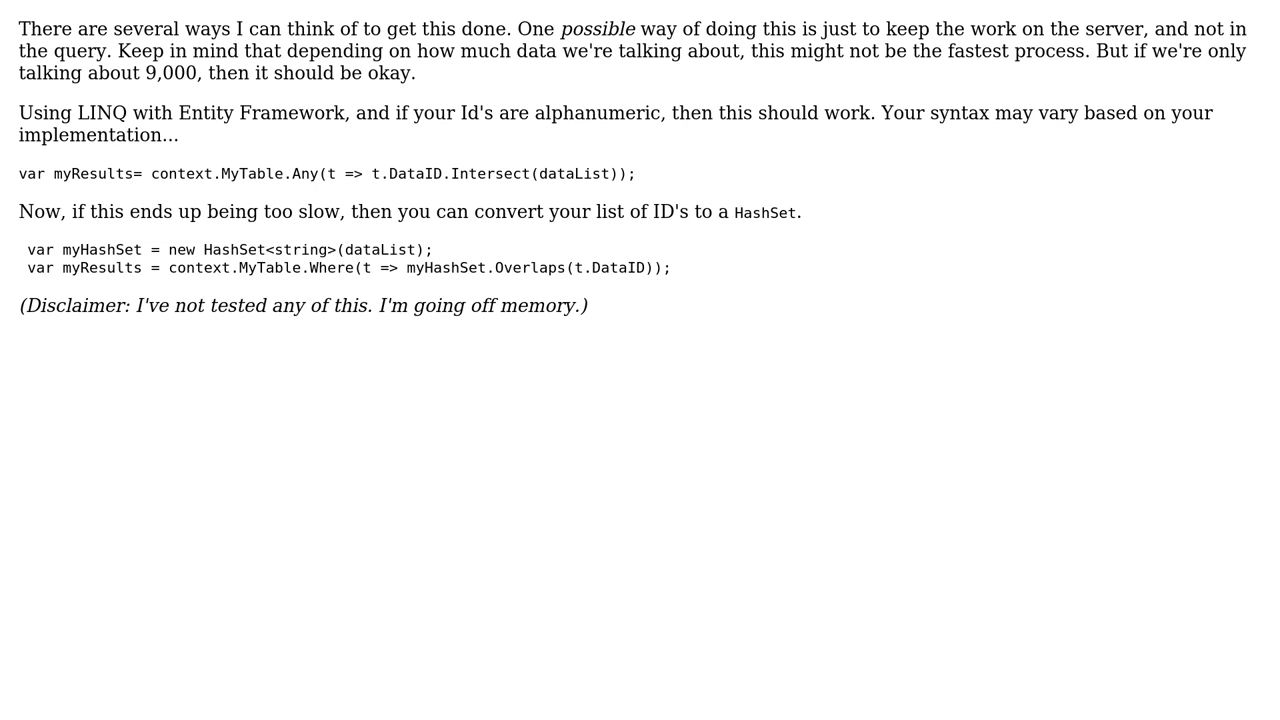 There are several ways I can think of to get this done. One possible way of doing this is just to keep the work on the server, and not in
the query. Keep in mind that depending on how much data we're talking about, this might not be the fastest process. But if we're only
talking about 9,000, then it should be okay.
Using LINQ with Entity Framework, and if your Id's are alphanumeric, then this should work. Your syntax may vary based on your
implementation...
var myResults= context.MyTable.Any(t => t.DataID.Intersect(dataList));
Now, if this ends up being too slow, then you can convert your list of ID's to a HashSet.
var myHashSet = new HashSet<string>(dataList);
var myResults = context.MyTable.Where(t => myHashSet.Overlaps(t.DataID));
(Disclaimer: I've not tested any of this. I'm going off memory.)